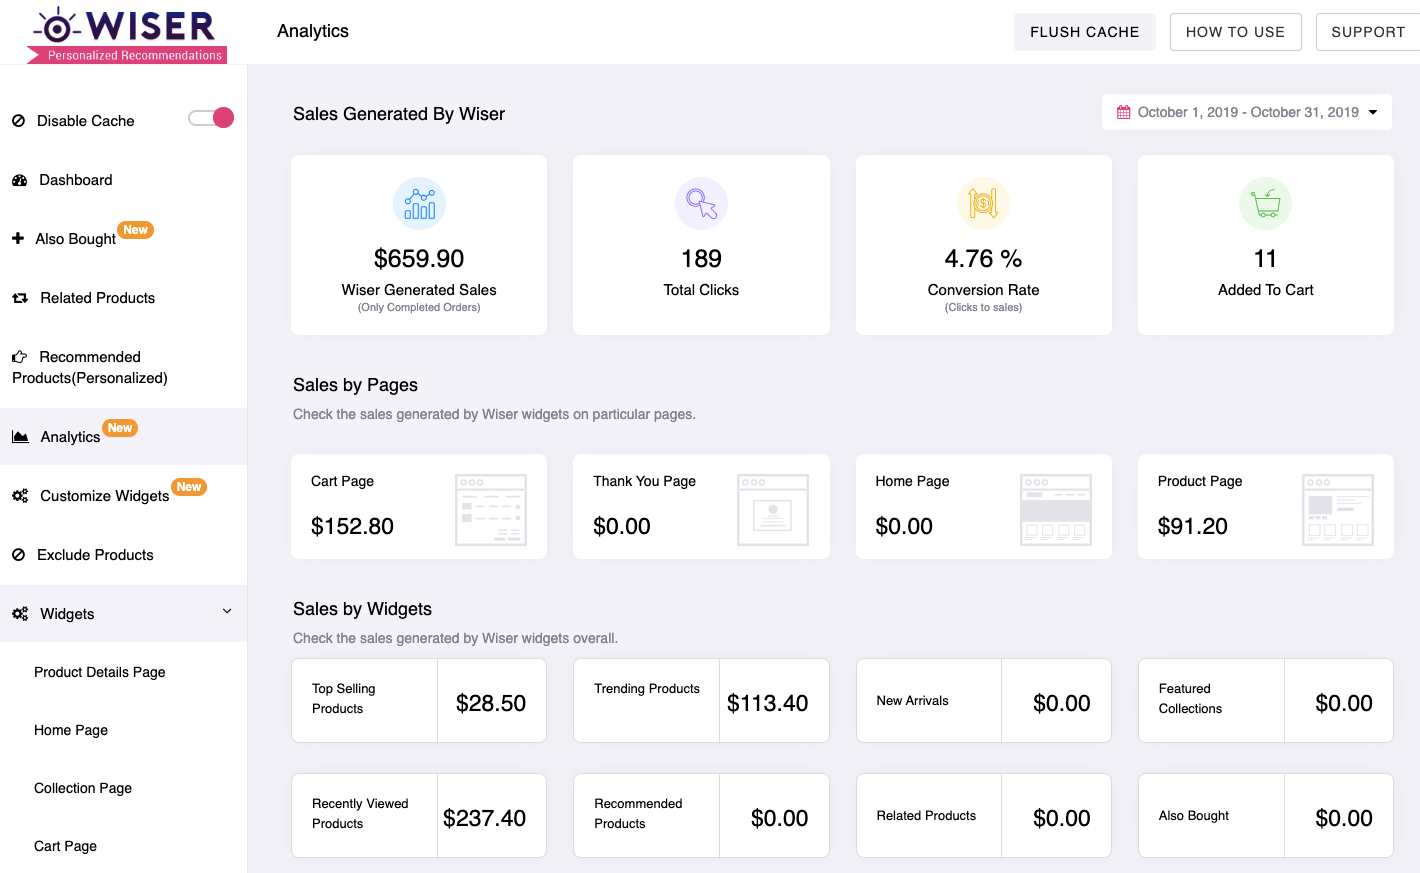 WISER
Personalized Recommendations
Analytics
FLUSH CACHE
HOW TO USE
SUPPORT
Disable Cache
Dashboard
Also Bought New
Related Products
Recommended
Products(Personalized)
Analytics New
Customize Widgets New
Exclude Products
Widgets
Product Details Page
Home Page
Collection Page
Cart Page
Sales Generated By Wiser
October 1, 2019 - October 31, 2019
$659.90
Wiser Generated Sales
(Only Completed Orders)
189
Total Clicks
4.76 %
Conversion Rate
(Clicks to sales)
11
Added To Cart
Sales by Pages
Check the sales generated by Wiser widgets on particular pages.
Cart Page
$152.80
Thank You Page
$0.00
Home Page
$0.00
Product Page
$91.20
Sales by Widgets
Check the sales generated by Wiser widgets overall.
Top Selling
Products
$28.50
Trending Products
$113.40
New Arrivals
$0.00
Featured
Collections
$0.00
Recently Viewed
Products
$237.40
Recommended
Products
$0.00
Related Products
$0.00
Also Bought
$0.00